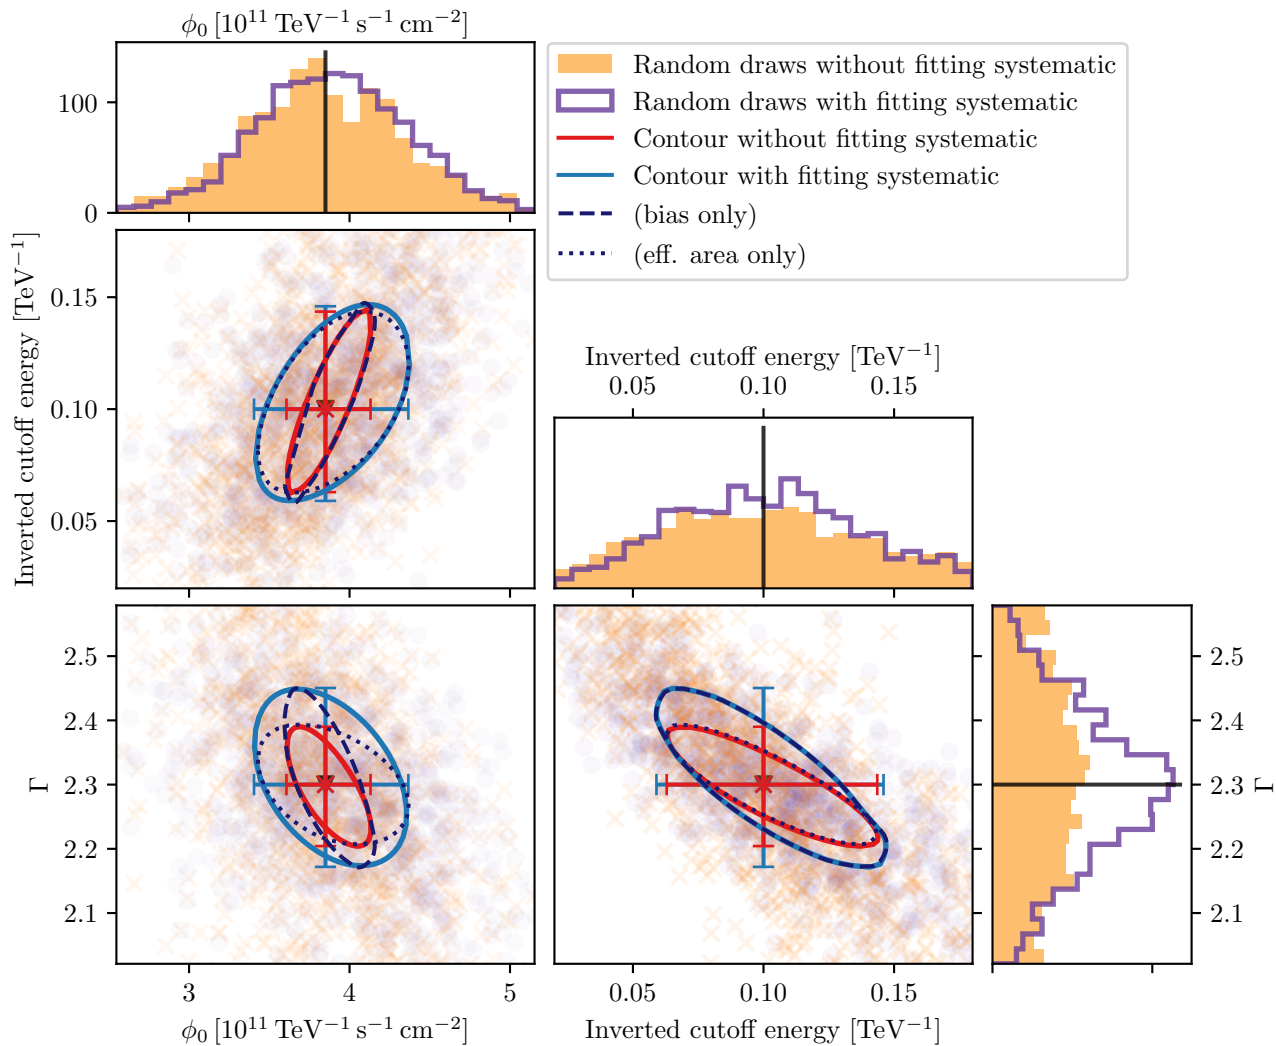 ϕ₀ [10¹¹ TeV⁻¹ s⁻¹ cm⁻²]
100
0
Random draws without fitting systematic
Random draws with fitting systematic
Contour without fitting systematic
Contour with fitting systematic
(bias only)
(eff. area only)
Inverted cutoff energy [TeV⁻¹]
0.15
0.10
0.05
Inverted cutoff energy [TeV⁻¹]
0.05 0.10 0.15
Γ
2.5
2.4
2.3
2.2
2.1
2.5
2.4
2.3
2.2
2.1
Γ
3 4 5
0.05 0.10 0.15
ϕ₀ [10¹¹ TeV⁻¹ s⁻¹ cm⁻²]
Inverted cutoff energy [TeV⁻¹]